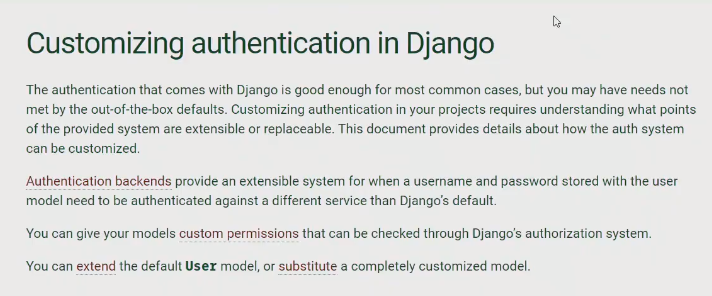 Customizing authentication in Django
The authentication that comes with Django is good enough for most common cases, but you may have needs not
met by the out-of-the-box defaults. Customizing authentication in your projects requires understanding what points
of the provided system are extensible or replaceable. This document provides details about how the auth system
can be customized.
Authentication backends provide an extensible system for when a username and password stored with the user
model need to be authenticated against a different service than Django's default.
You can give your models custom permissions that can be checked through Django's authorization system.
You can extend the default User model, or substitute a completely customized model.